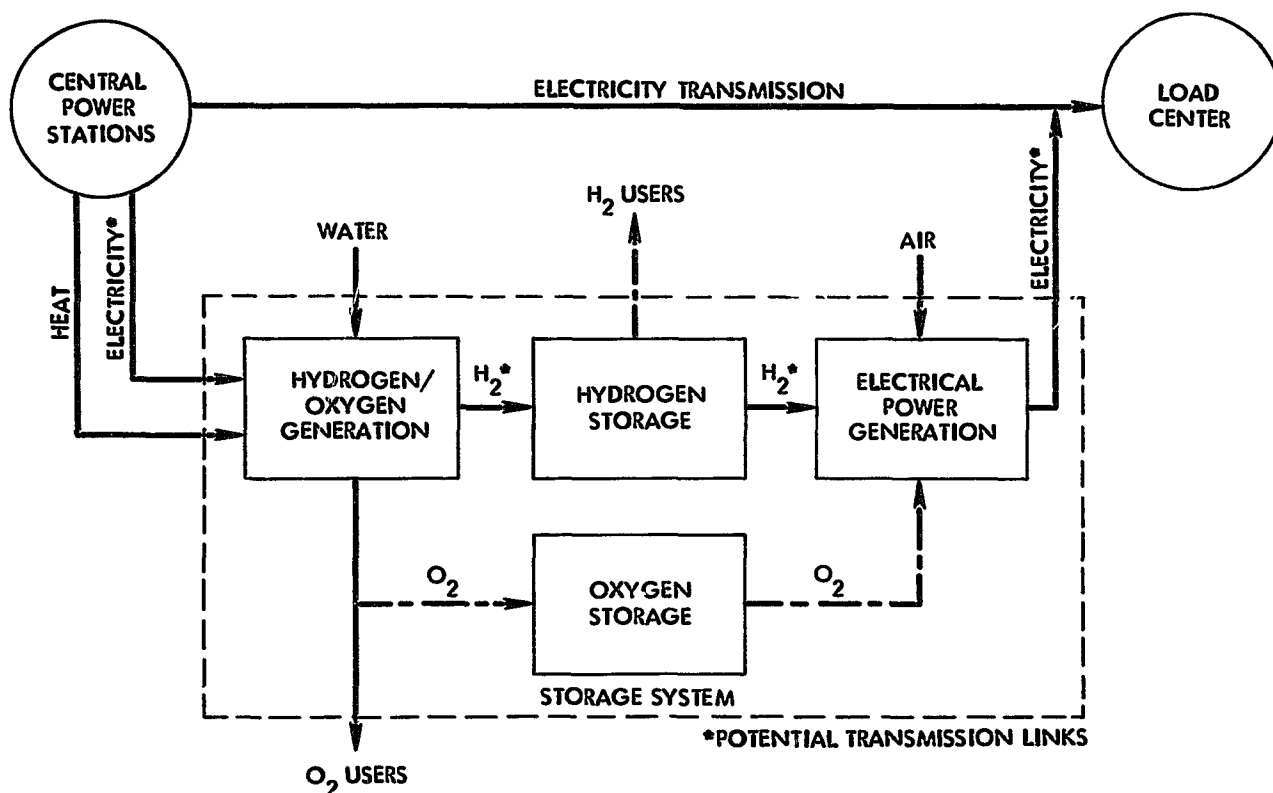 CENTRAL
POWER
STATIONS
ELECTRICITY TRANSMISSION
LOAD
CENTER
HEAT
ELECTRICITY*
WATER
H₂ USERS
AIR
ELECTRICITY*
HYDROGEN/
OXYGEN
GENERATION
H₂*
HYDROGEN
STORAGE
H₂*
ELECTRICAL
POWER
GENERATION
O₂
OXYGEN
STORAGE
O₂
STORAGE SYSTEM
*POTENTIAL TRANSMISSION LINKS
O₂ USERS